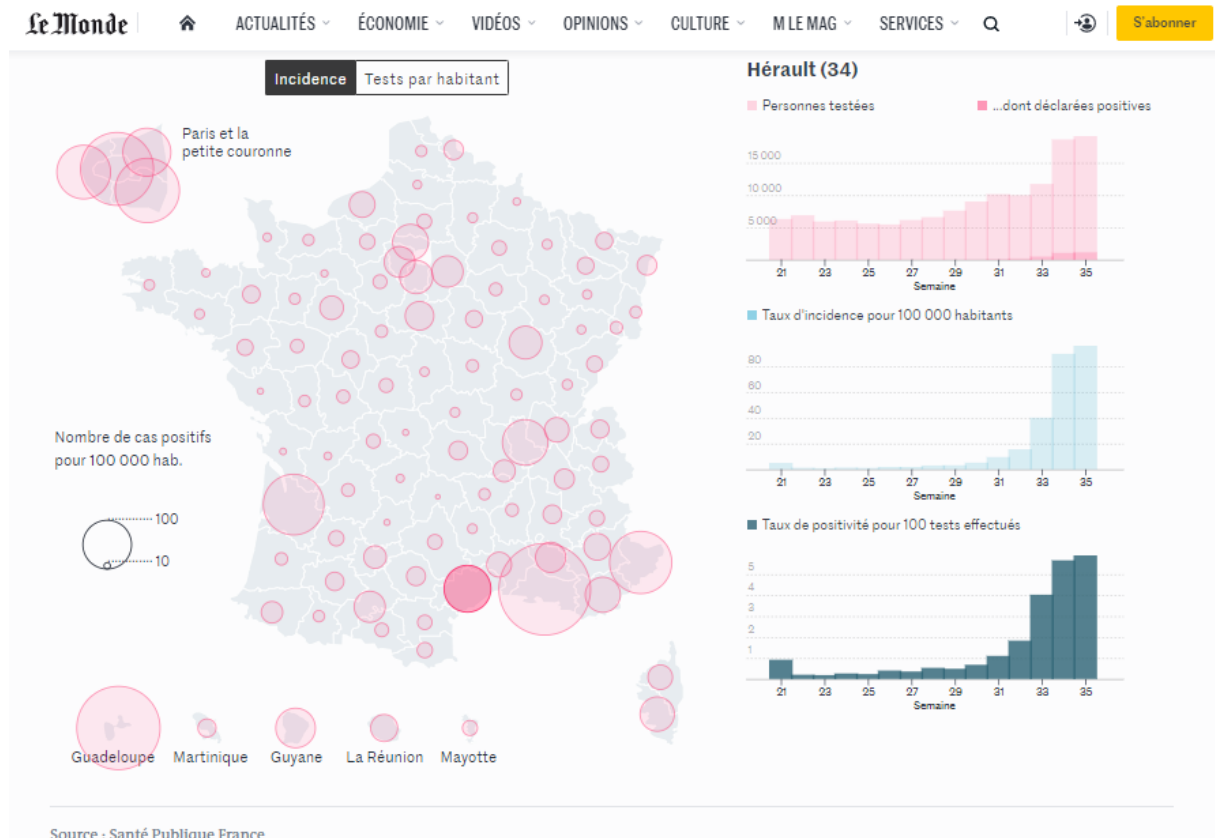 Le Monde
ACTUALITÉS
ÉCONOMIE
VIDÉOS
OPINIONS
CULTURE
M LE MAG
SERVICES
S'abonner
Incidence
Tests par habitant
Paris et la
petite couronne
Nombre de cas positifs
pour 100 000 hab.
100
10
Guadeloupe
Martinique
Guyane
La Réunion
Mayotte
Hérault (34)
Personnes testées
...dont déclarées positives
15 000
10 000
5 000
21 23 25 27 29 31 33 35
Semaine
Taux d'incidence pour 100 000 habitants
80
60
40
20
21 23 25 27 29 31 33 35
Semaine
Taux de positivité pour 100 tests effectués
5
4
3
2
1
21 23 25 27 29 31 33 35
Semaine
Source : Santé Publique France